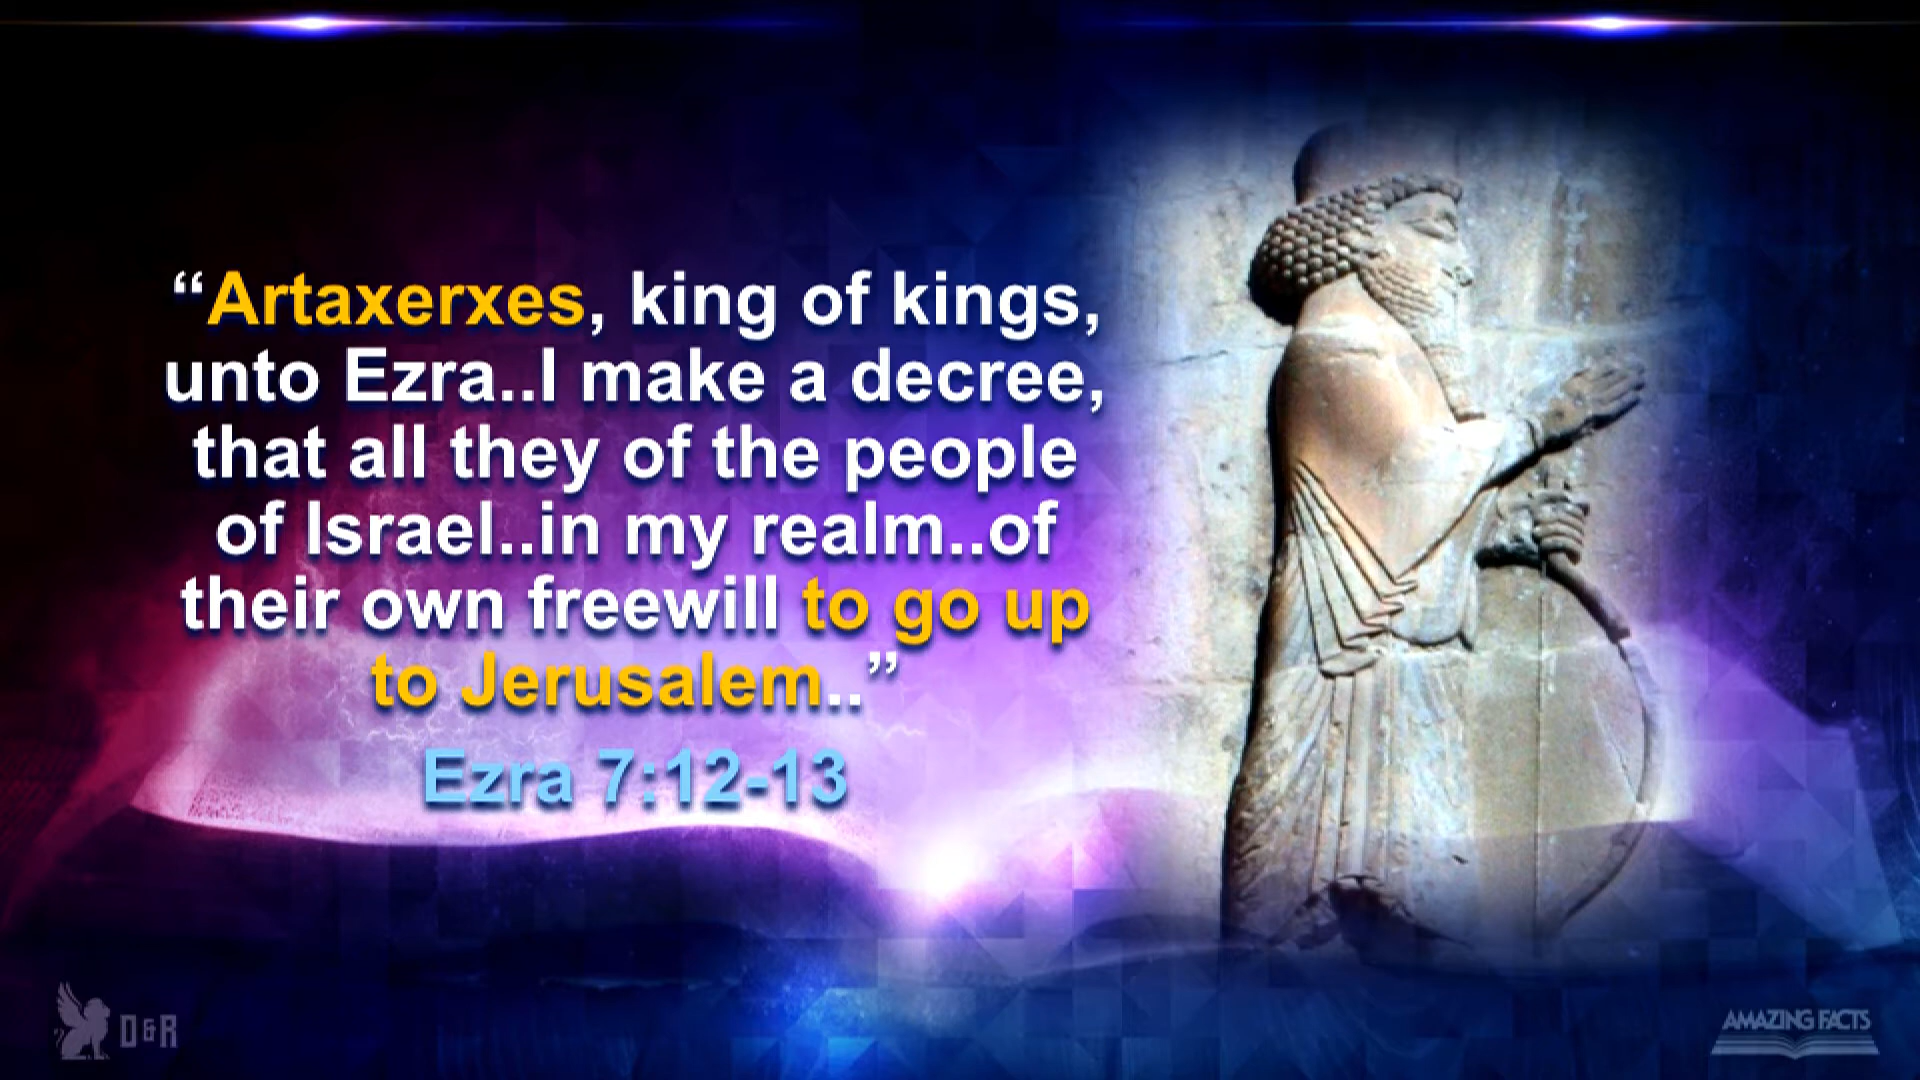 “Artaxerxes, king of kings,
unto Ezra..I make a decree,
that all they of the people
of Israel..in my realm..of
their own freewill to go up
to Jerusalem..”
Ezra 7:12-13
D&R
AMAZING FACTS